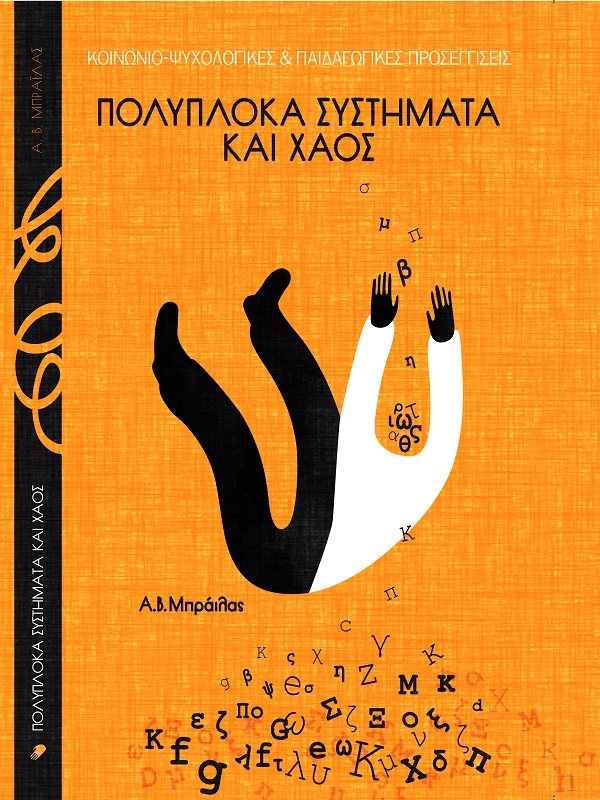 Α. Β. ΜΠΡΑΪΛΑΣ
ΠΟΛΥΠΛΟΚΑ ΣΥΣΤΗΜΑΤΑ ΚΑΙ ΧΑΟΣ
ΚΟΙΝΩΝΙΟ-ΨΥΧΟΛΟΓΙΚΕΣ & ΠΑΙΔΑΓΩΓΙΚΕΣ ΠΡΟΣΕΓΓΙΣΕΙΣ
ΠΟΛΥΠΛΟΚΑ ΣΥΣΤΗΜΑΤΑ
ΚΑΙ ΧΑΟΣ
Α.Β.Μπράιλας